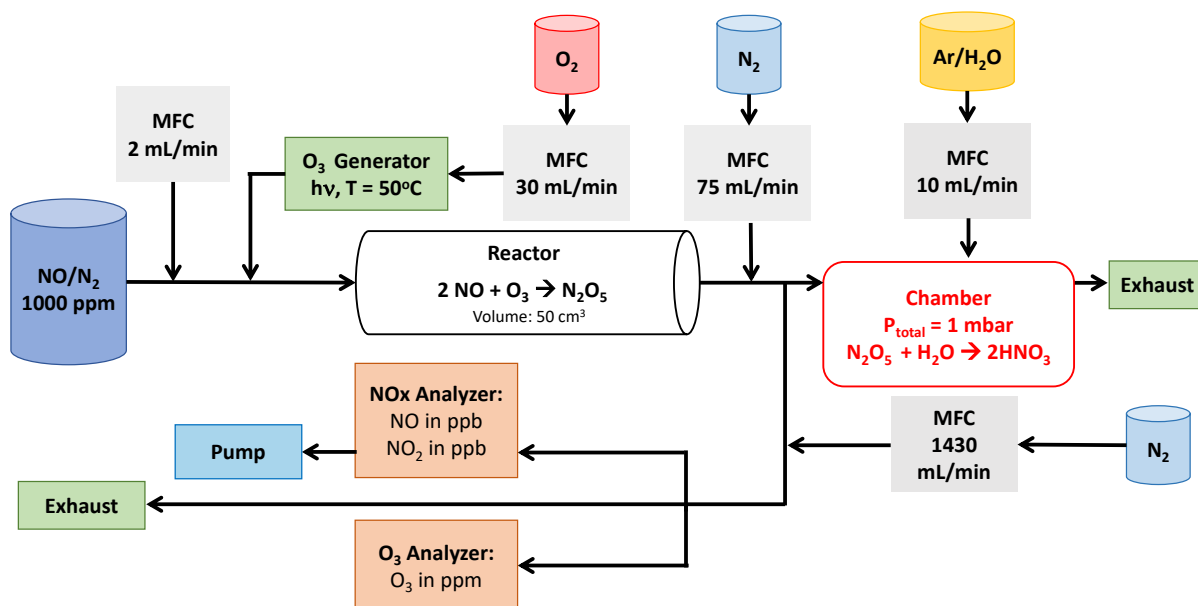 O₂
N₂
Ar/H₂O
MFC
2 mL/min
O₃ Generator
hν, T = 50°C
MFC
30 mL/min
MFC
75 mL/min
MFC
10 mL/min
NO/N₂
1000 ppm
Reactor
2 NO + O₃ → N₂O₅
Volume: 50 cm³
Chamber
P_total = 1 mbar
N₂O₅ + H₂O → 2HNO₃
Exhaust
NOx Analyzer:
NO in ppb
NO₂ in ppb
Pump
MFC
1430
mL/min
N₂
Exhaust
O₃ Analyzer:
O₃ in ppm